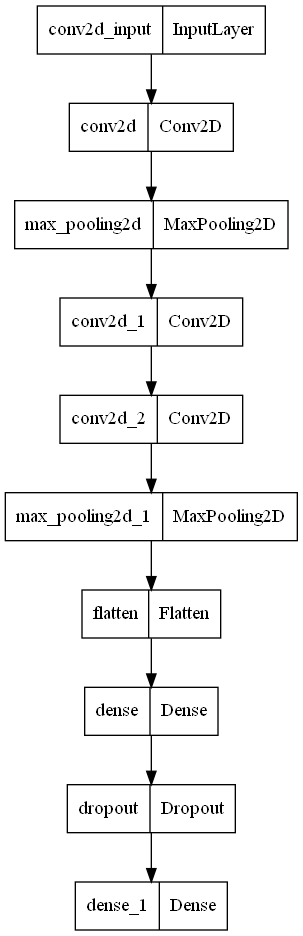 conv2d_input InputLayer
conv2d Conv2D
max_pooling2d MaxPooling2D
conv2d_1 Conv2D
conv2d_2 Conv2D
max_pooling2d_1 MaxPooling2D
flatten Flatten
dense Dense
dropout Dropout
dense_1 Dense